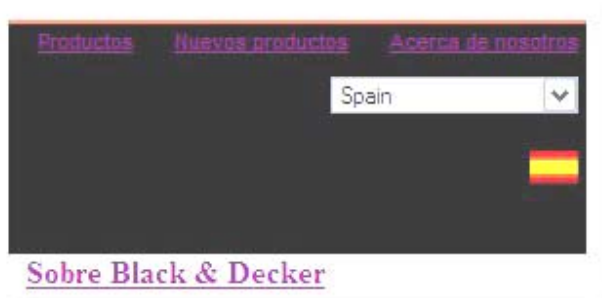 Productos Nuevos productos Acerca de nosotros
Spain
Sobre Black & Decker